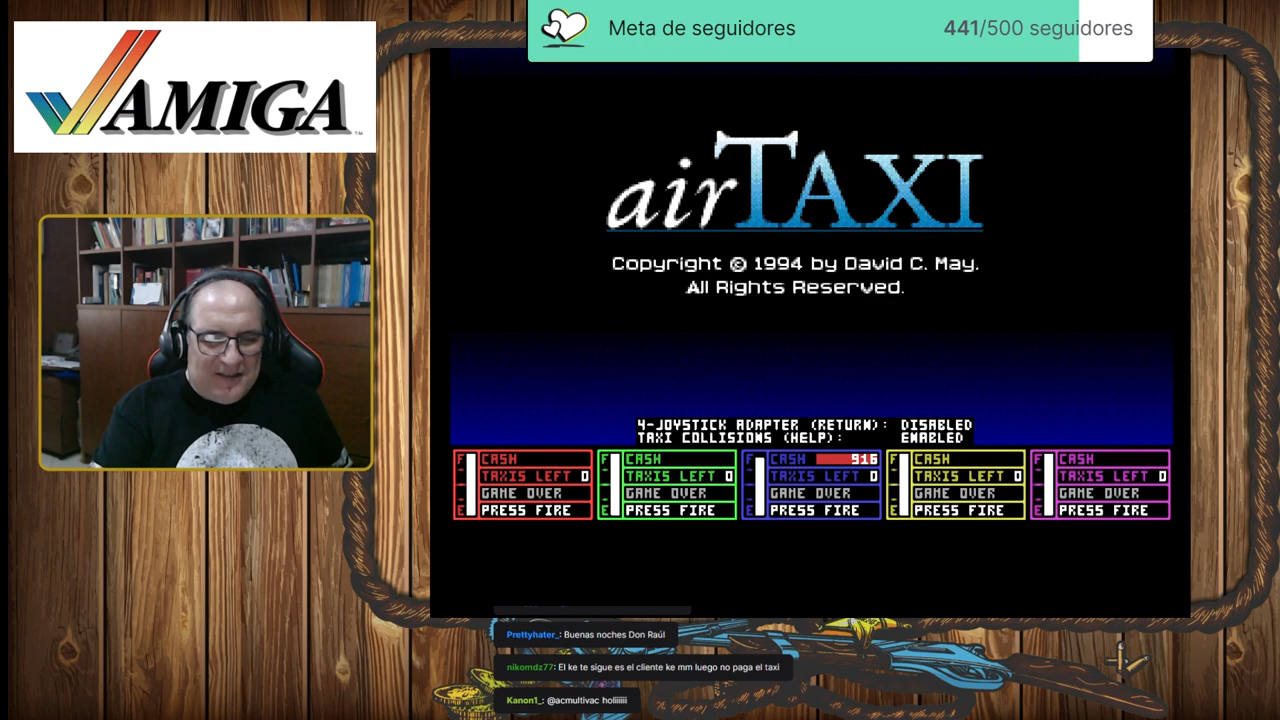 AMIGA
TM
Meta de seguidores
441/500 seguidores
airTAXI
Copyright © 1994 by David C. May.
All Rights Reserved.
4-JOYSTICK ADAPTER (RETURN): DISABLED
TAXI COLLISIONS (HELP): ENABLED
F CASH
TAXIS LEFT 0
GAME OVER
E PRESS FIRE
F CASH
TAXIS LEFT 0
GAME OVER
E PRESS FIRE
F CASH 916
TAXIS LEFT 0
GAME OVER
E PRESS FIRE
F CASH
TAXIS LEFT 0
GAME OVER
E PRESS FIRE
F CASH
TAXIS LEFT 0
GAME OVER
E PRESS FIRE
Prettyhater_: Buenas noches Don Raúl
nikomdz77: El ke te sigue es el cliente ke mm luego no paga el taxi
Kanon1_: @acmultivac holiiiiii